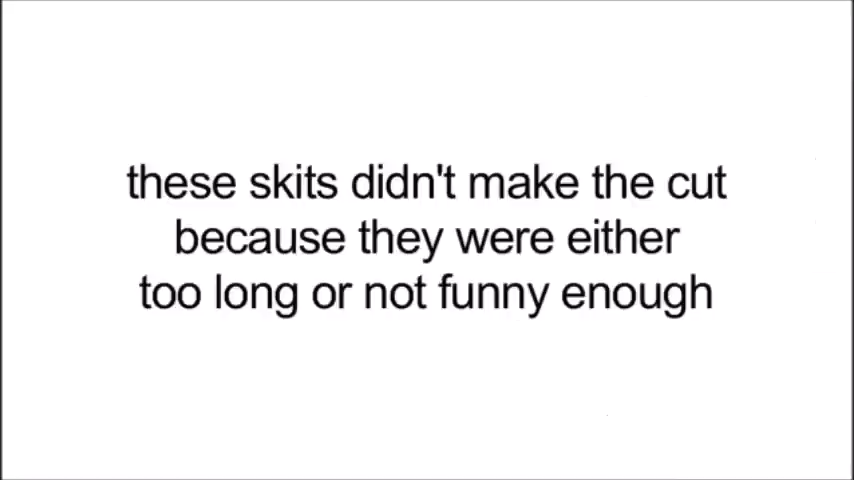 these skits didn't make the cut
because they were either
too long or not funny enough